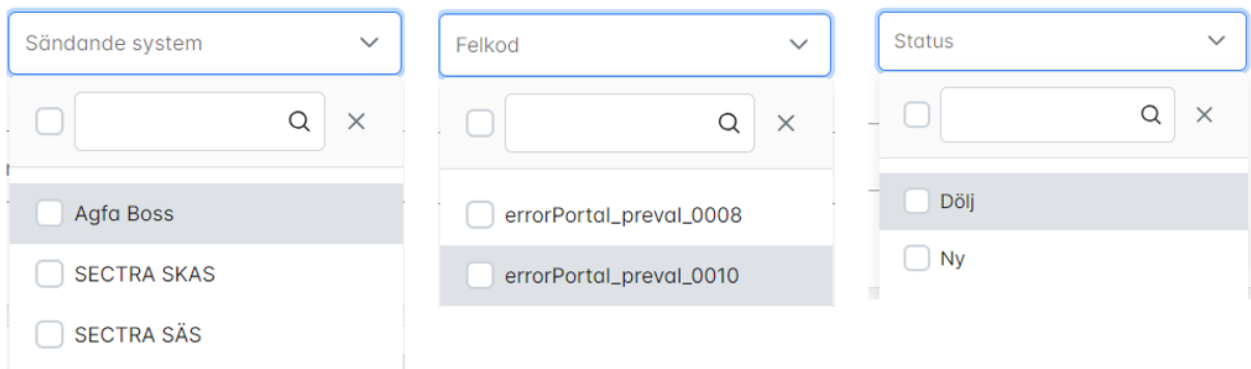 Sändande system
Agfa Boss
SECTRA SKAS
SECTRA SÄS
Felkod
errorPortal_preval_0008
errorPortal_preval_0010
Status
Dölj
Ny